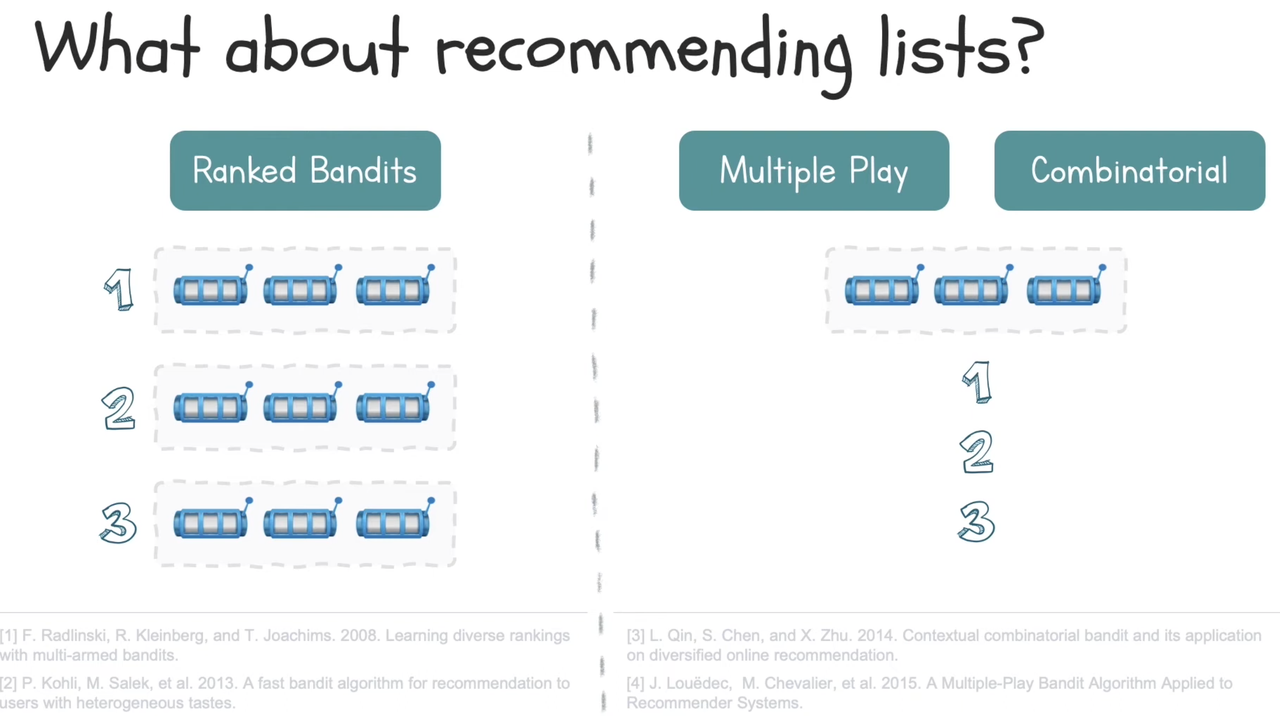 What about recommending lists?
Ranked Bandits
1
2
3
[1] F. Radlinski, R. Kleinberg, and T. Joachims. 2008. Learning diverse rankings
with multi-armed bandits.
[2] P. Kohli, M. Salek, et al. 2013. A fast bandit algorithm for recommendation to
users with heterogeneous tastes.
Multiple Play
Combinatorial
1
2
3
[3] L. Qin, S. Chen, and X. Zhu. 2014. Contextual combinatorial bandit and its application
on diversified online recommendation.
[4] J. Louëdec, M. Chevalier, et al. 2015. A Multiple-Play Bandit Algorithm Applied to
Recommender Systems.